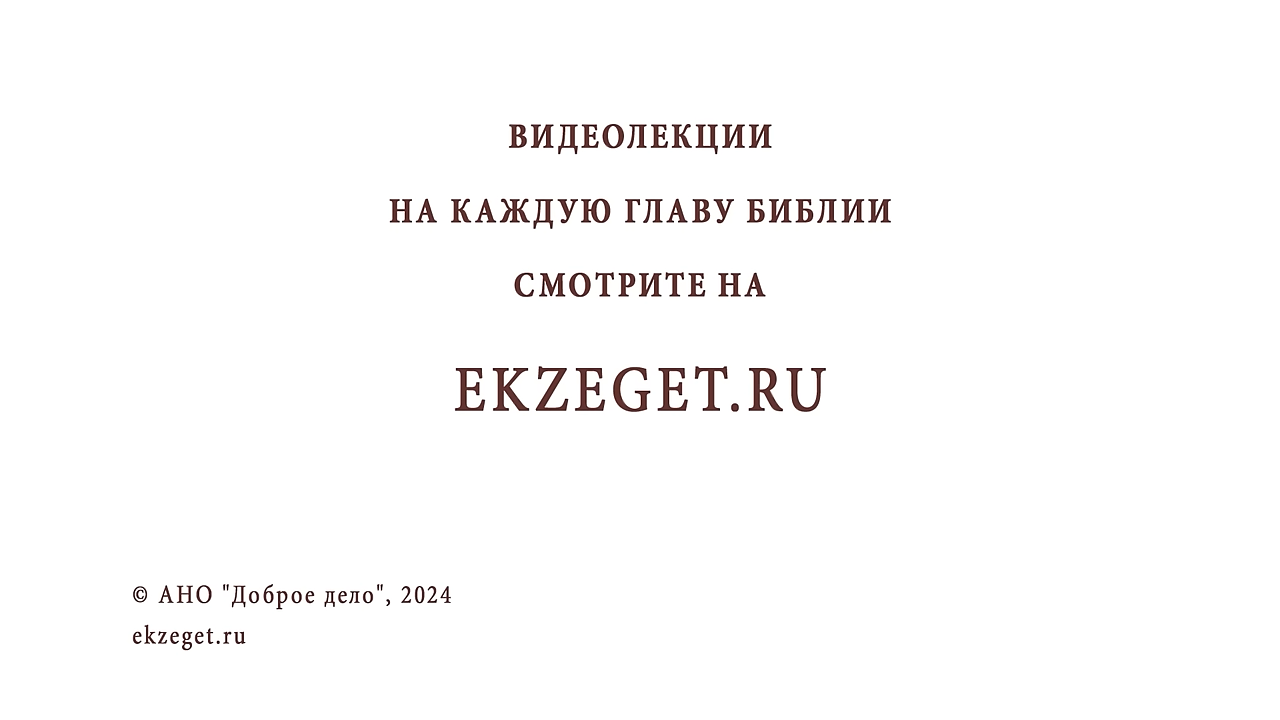 ВИДЕОЛЕКЦИИ
НА КАЖДУЮ ГЛАВУ БИБЛИИ
СМОТРИТЕ НА
EKZEGET.RU
© АНО "Доброе дело", 2024
ekzeget.ru